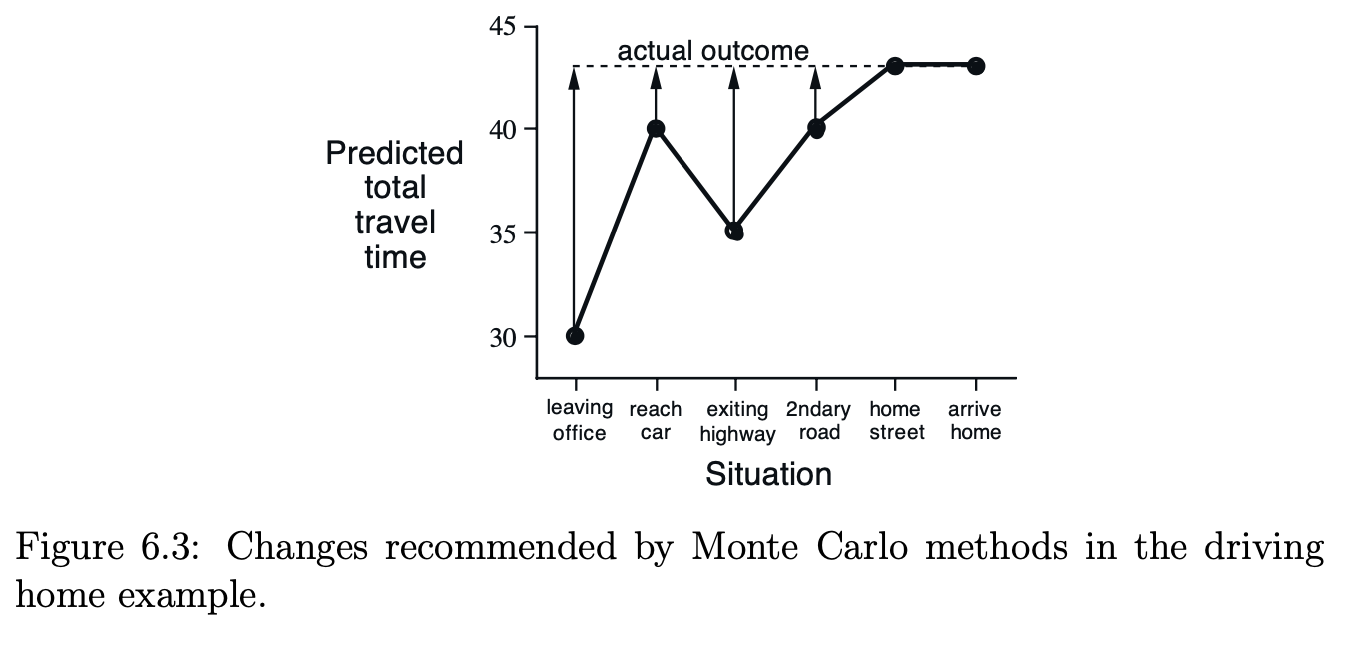 45
actual outcome
40
Predicted
total
travel
time
35
30
leaving
office
reach
car
exiting
highway
2ndary
road
home
street
arrive
home
Situation
Figure 6.3: Changes recommended by Monte Carlo methods in the driving
home example.